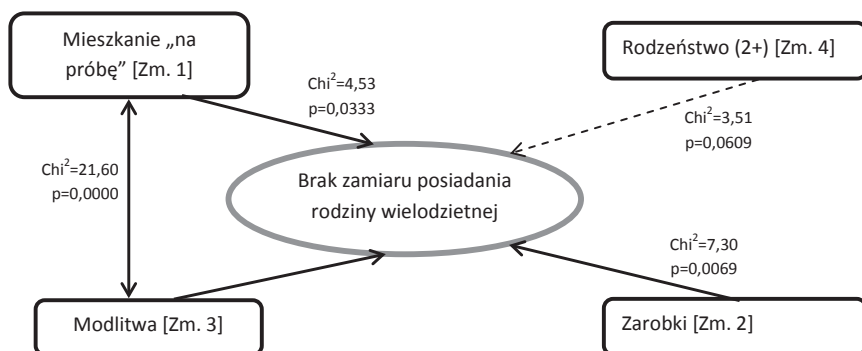 Mieszkanie „na
próbę” [Zm. 1]
Rodzeństwo (2+) [Zm. 4]
Chi²=4,53
p=0,0333
Chi²=3,51
p=0,0609
Chi²=21,60
p=0,0000
Brak zamiaru posiadania
rodziny wielodzietnej
Chi²=7,30
p=0,0069
Modlitwa [Zm. 3]
Zarobki [Zm. 2]